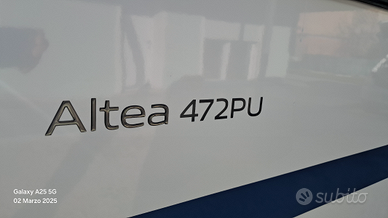 Altea 472PU
Galaxy A25 5G
02 Marzo 2025
subito